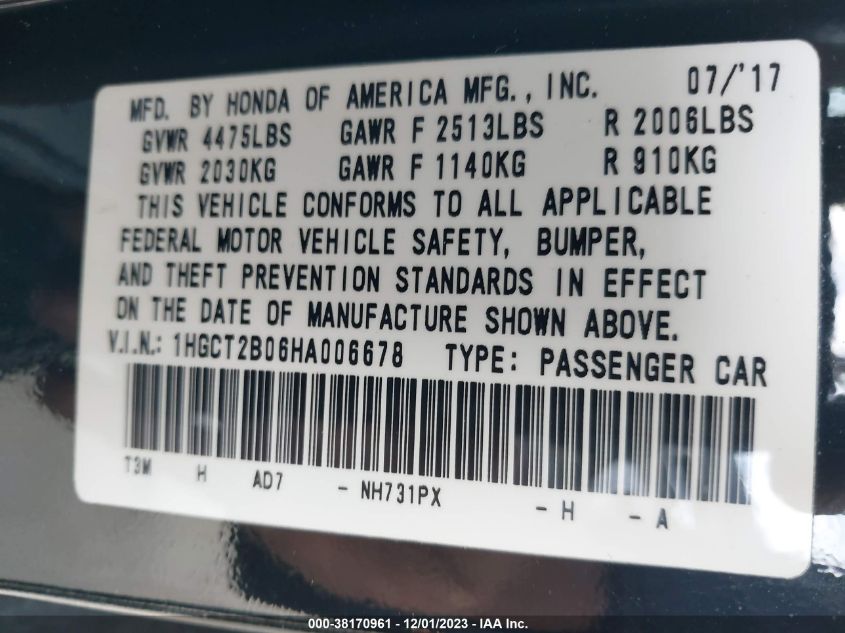 MFD. BY HONDA OF AMERICA MFG., INC. 07/'17
GVWR 4475LBS GAWR F 2513LBS R 2006LBS
GVWR 2030KG GAWR F 1140KG R 910KG
THIS VEHICLE CONFORMS TO ALL APPLICABLE
FEDERAL MOTOR VEHICLE SAFETY, BUMPER,
AND THEFT PREVENTION STANDARDS IN EFFECT
ON THE DATE OF MANUFACTURE SHOWN ABOVE.
V.I.N.: 1HGCT2B06HA006678 TYPE: PASSENGER CAR
T3M H AD7 - NH731PX - H - A
000-38170961 - 12/01/2023 - IAA Inc.